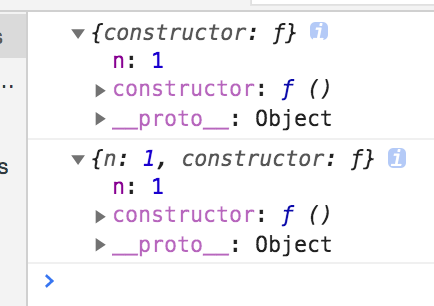 ▼{constructor: ƒ} i
n: 1
▶constructor: ƒ ()
▶__proto__: Object
▼{n: 1, constructor: ƒ} i
n: 1
▶constructor: ƒ ()
▶__proto__: Object
>
s
..
s